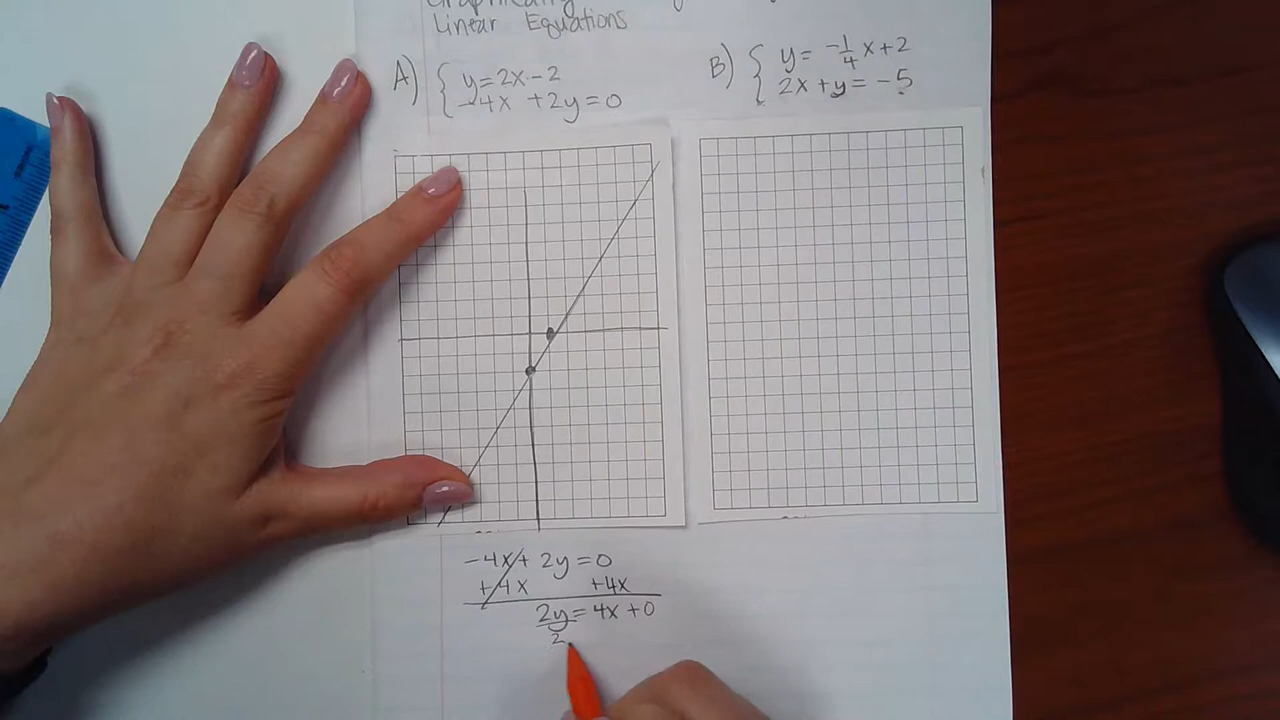 Linear Equations
A) { y = 2x - 2
-4x + 2y = 0
B) { y = -1/4 x + 2
2x + y = -5
-4x + 2y = 0
+4x +4x
2y = 4x + 0
2